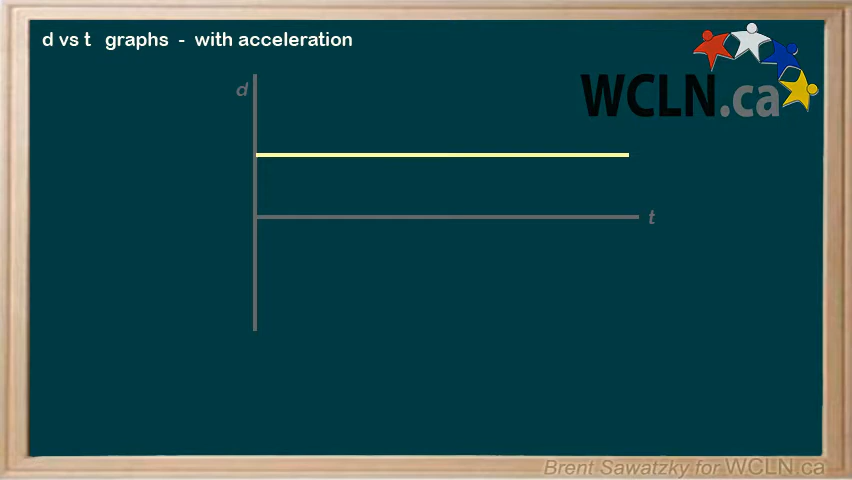 d vs t graphs - with acceleration
d
WCLN.ca
t
Brent Sawatzky for WCLN.ca